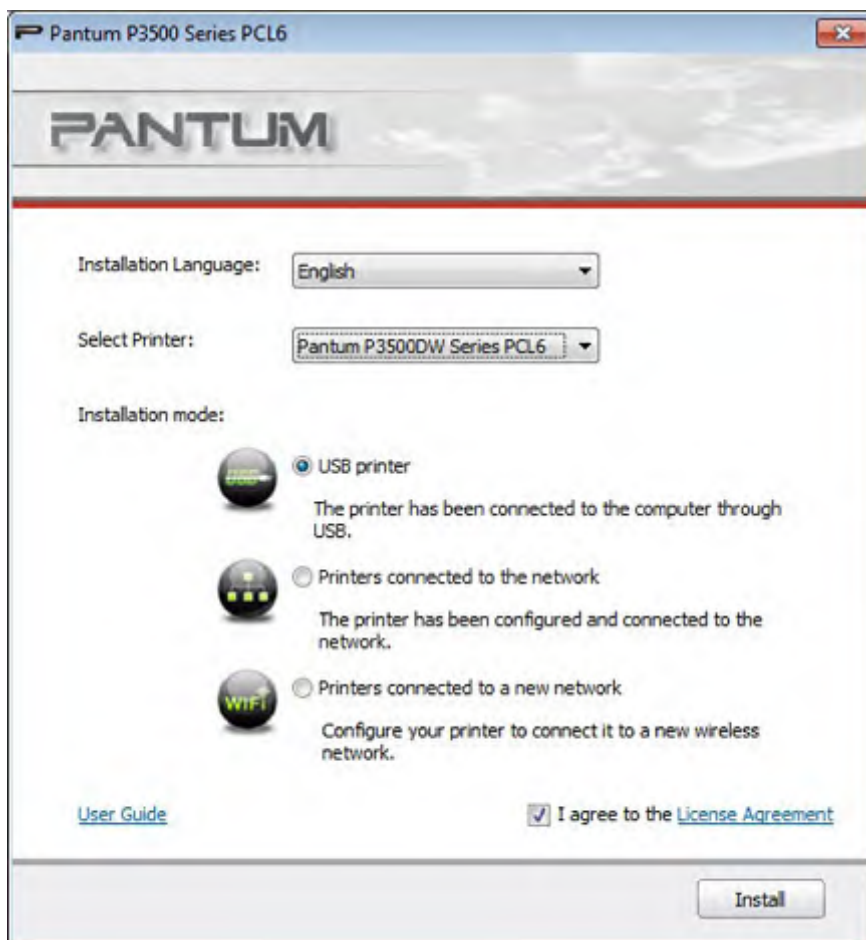 Pantum P3500 Series PCL6
PANTUM
Installation Language:
English
Select Printer:
Pantum P3500DW Series PCL6
Installation mode:
USB
USB printer
The printer has been connected to the computer through
USB.
Printers connected to the network
The printer has been configured and connected to the
network.
WiFi
Printers connected to a new network
Configure your printer to connect it to a new wireless
network.
User Guide
I agree to the License Agreement
Install